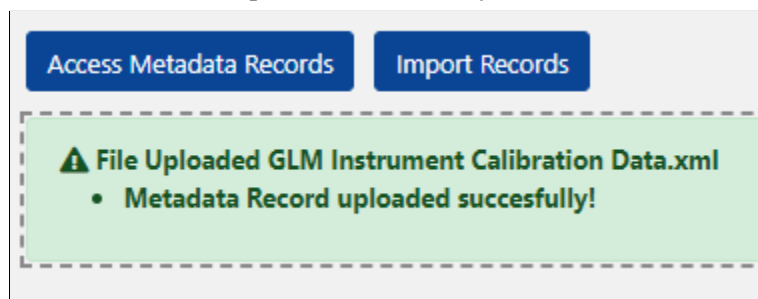 Access Metadata Records Import Records
File Uploaded GLM Instrument Calibration Data.xml
• Metadata Record uploaded succesfully!